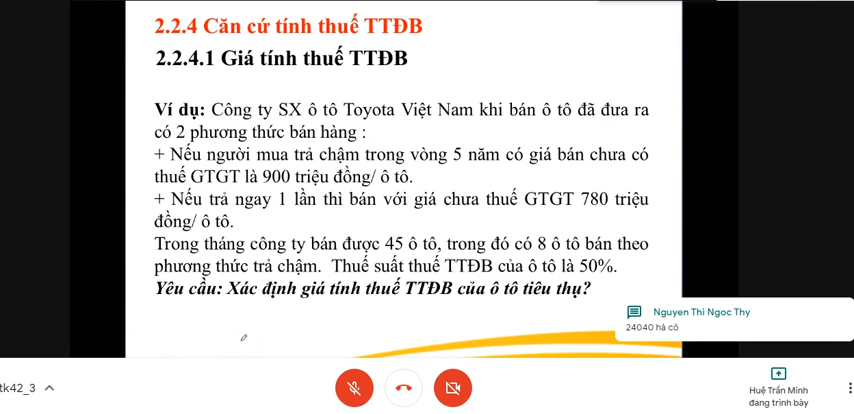 2.2.4 Căn cứ tính thuế TTĐB
2.2.4.1 Giá tính thuế TTĐB
Ví dụ: Công ty SX ô tô Toyota Việt Nam khi bán ô tô đã đưa ra
có 2 phương thức bán hàng :
+ Nếu người mua trả chậm trong vòng 5 năm có giá bán chưa có
thuế GTGT là 900 triệu đồng/ ô tô.
+ Nếu trả ngay 1 lần thì bán với giá chưa thuế GTGT 780 triệu
đồng/ ô tô.
Trong tháng công ty bán được 45 ô tô, trong đó có 8 ô tô bán theo
phương thức trả chậm. Thuế suất thuế TTĐB của ô tô là 50%.
Yêu cầu: Xác định giá tính thuế TTĐB của ô tô tiêu thụ?
Nguyen Thi Ngoc Thy
24040 hả cô
tk42_3
Huệ Trần Minh
đang trình bày